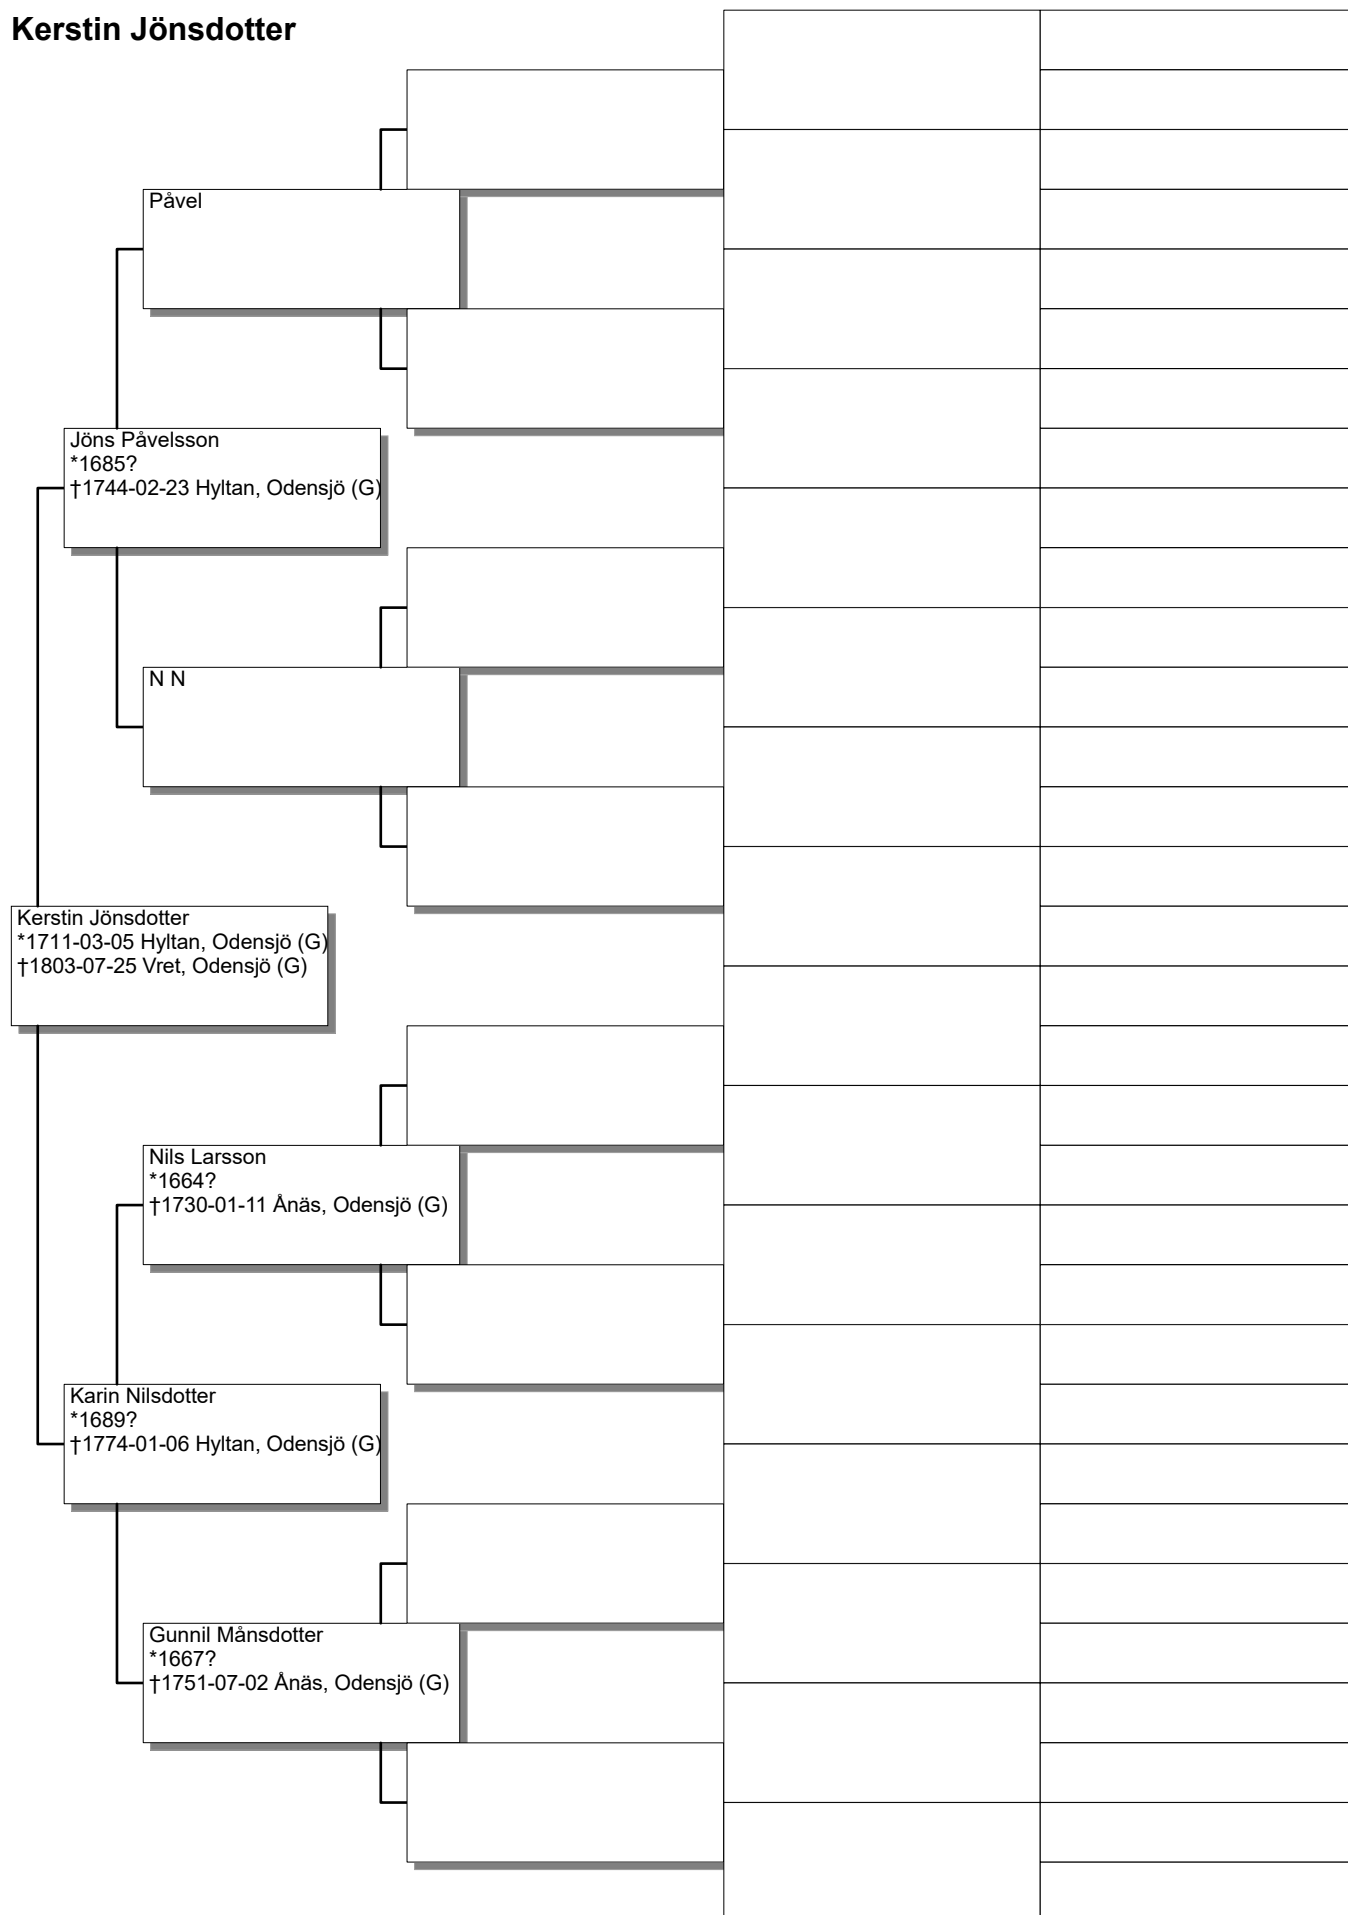 Kerstin Jönsdotter
Påvel
Jöns Påvelsson
*1685?
†1744-02-23 Hyltan, Odensjö (G)
N N
Kerstin Jönsdotter
*1711-03-05 Hyltan, Odensjö (G)
†1803-07-25 Vret, Odensjö (G)
Nils Larsson
*1664?
†1730-01-11 Ånäs, Odensjö (G)
Karin Nilsdotter
*1689?
†1774-01-06 Hyltan, Odensjö (G)
Gunnil Månsdotter
*1667?
†1751-07-02 Ånäs, Odensjö (G)